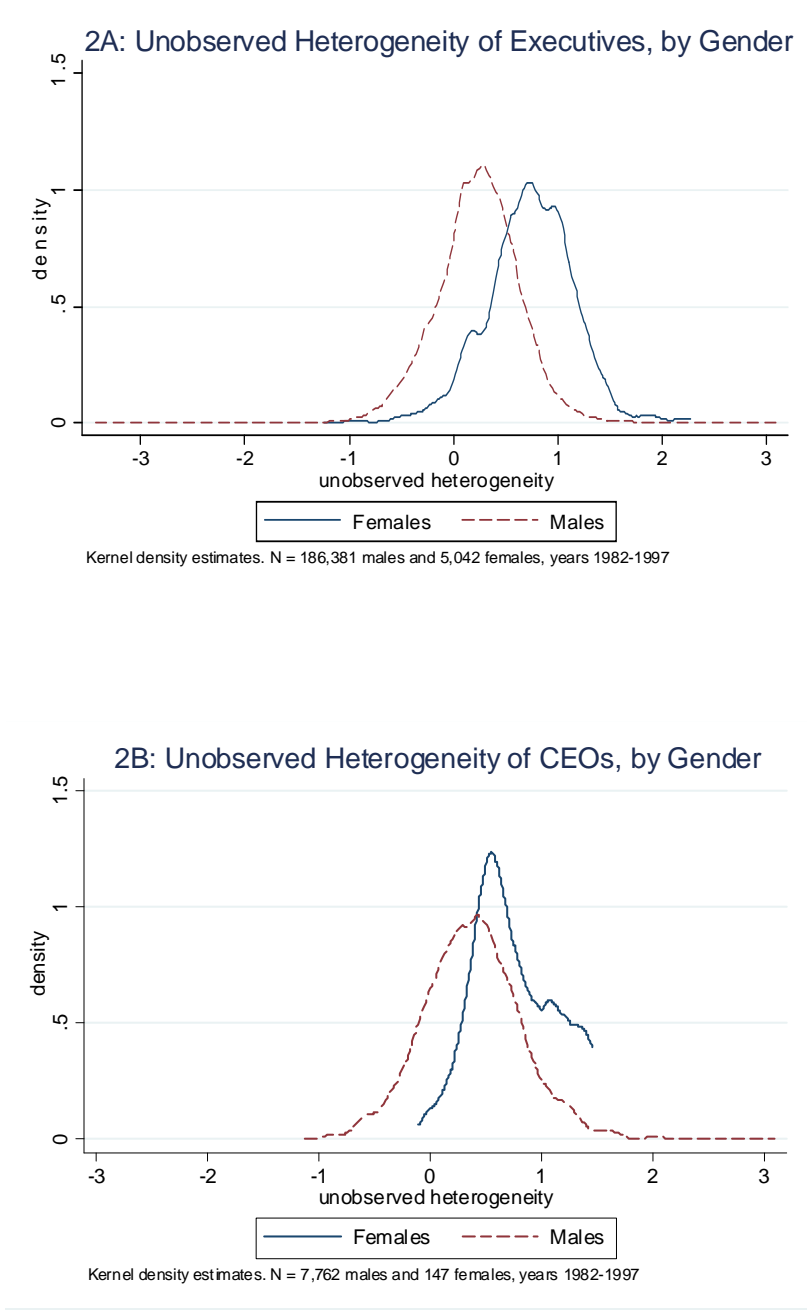 2A: Unobserved Heterogeneity of Executives, by Gender
1.5
1
.5
0
density
-3 -2 -1 0 1 2 3
unobserved heterogeneity
Females Males
Kernel density estimates. N = 186,381 males and 5,042 females, years 1982-1997
2B: Unobserved Heterogeneity of CEOs, by Gender
1.5
1
.5
0
density
-3 -2 -1 0 1 2 3
unobserved heterogeneity
Females Males
Kernel density estimates. N = 7,762 males and 147 females, years 1982-1997